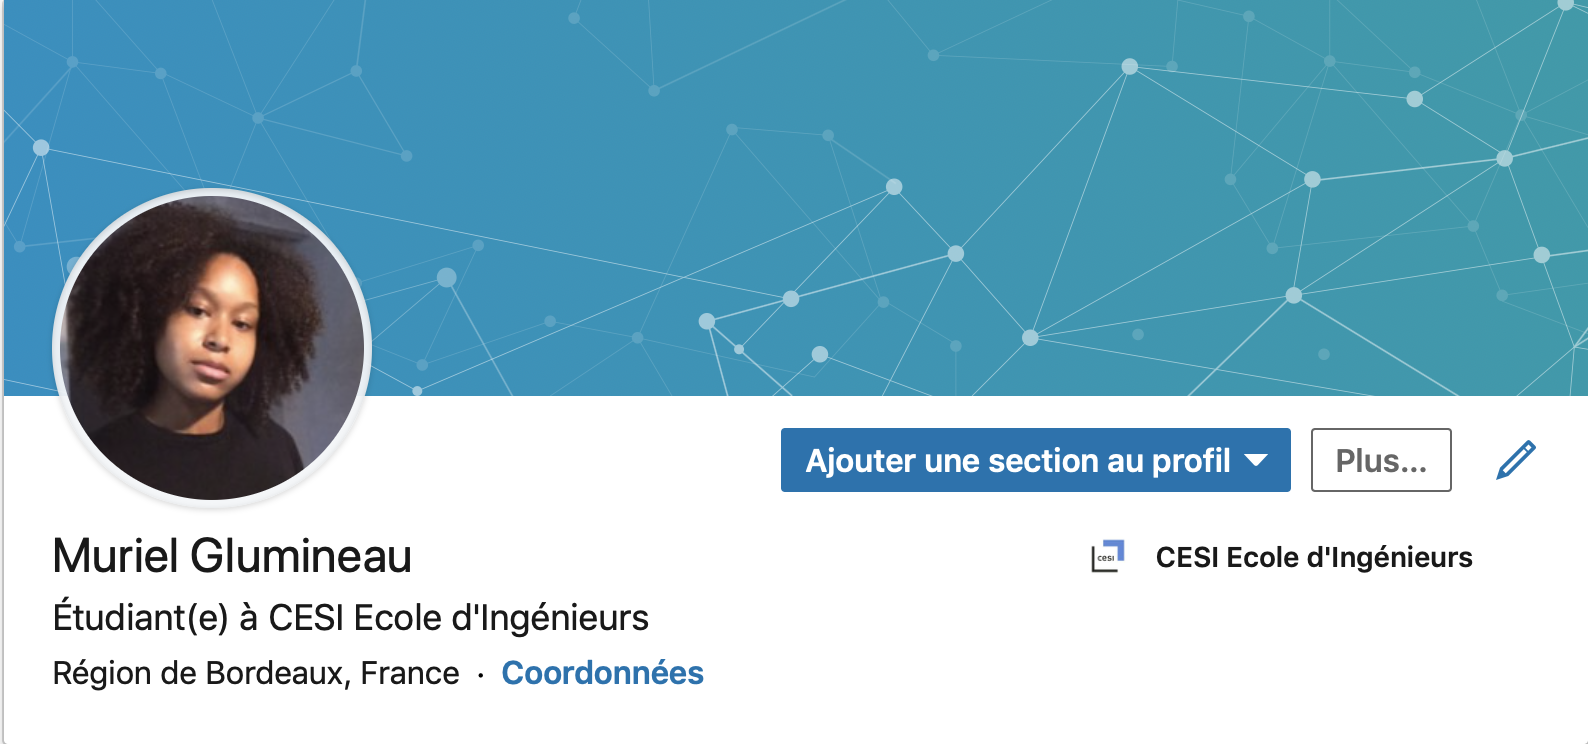 Ajouter une section au profil
Plus...
Muriel Glumineau
cesi
CESI Ecole d'Ingénieurs
Étudiant(e) à CESI Ecole d'Ingénieurs
Région de Bordeaux, France · Coordonnées